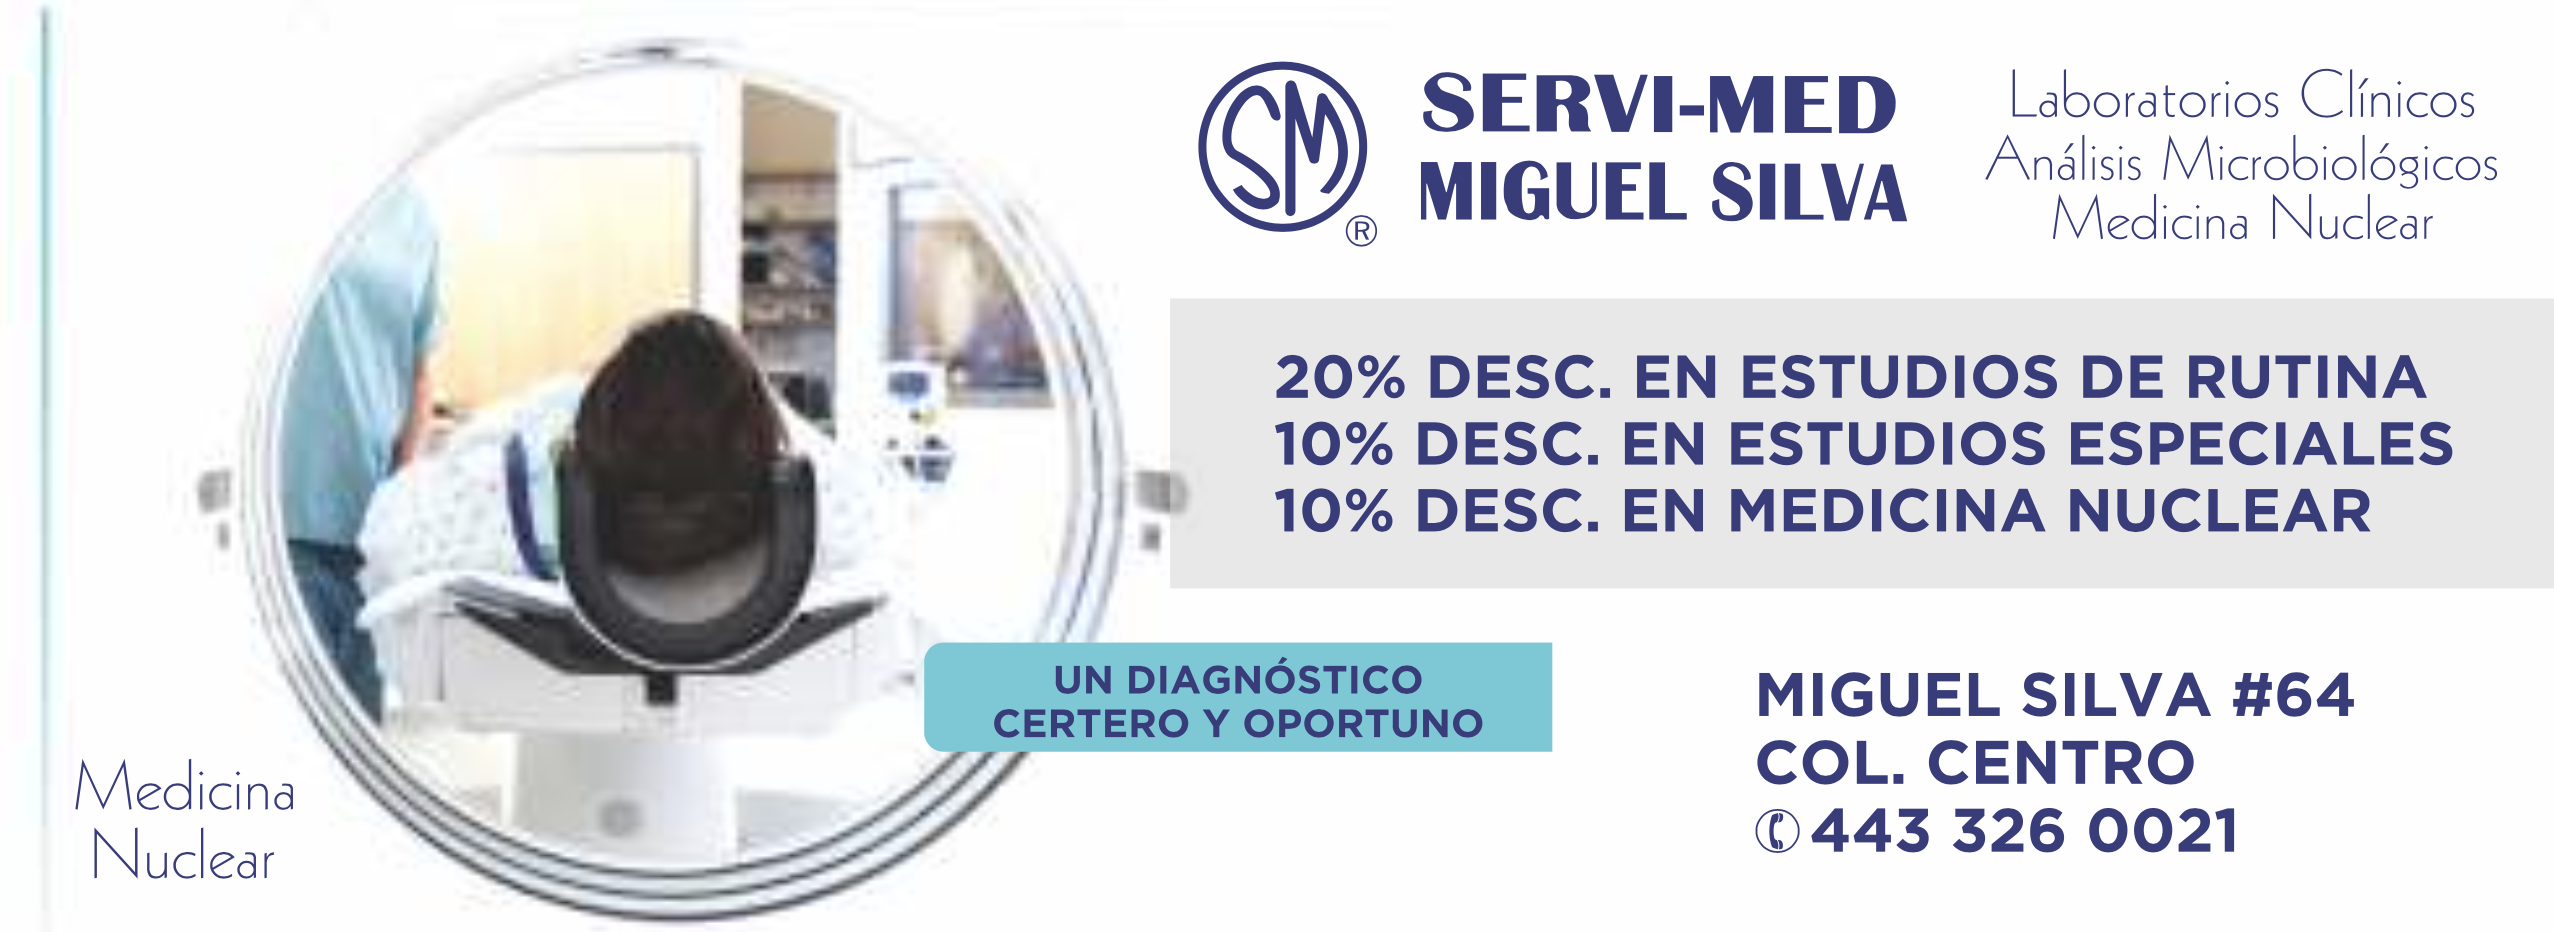 SM
®
SERVI-MED
MIGUEL SILVA
Laboratorios Clínicos
Análisis Microbiológicos
Medicina Nuclear
20% DESC. EN ESTUDIOS DE RUTINA
10% DESC. EN ESTUDIOS ESPECIALES
10% DESC. EN MEDICINA NUCLEAR
UN DIAGNÓSTICO
CERTERO Y OPORTUNO
MIGUEL SILVA #64
COL. CENTRO
443 326 0021
Medicina
Nuclear